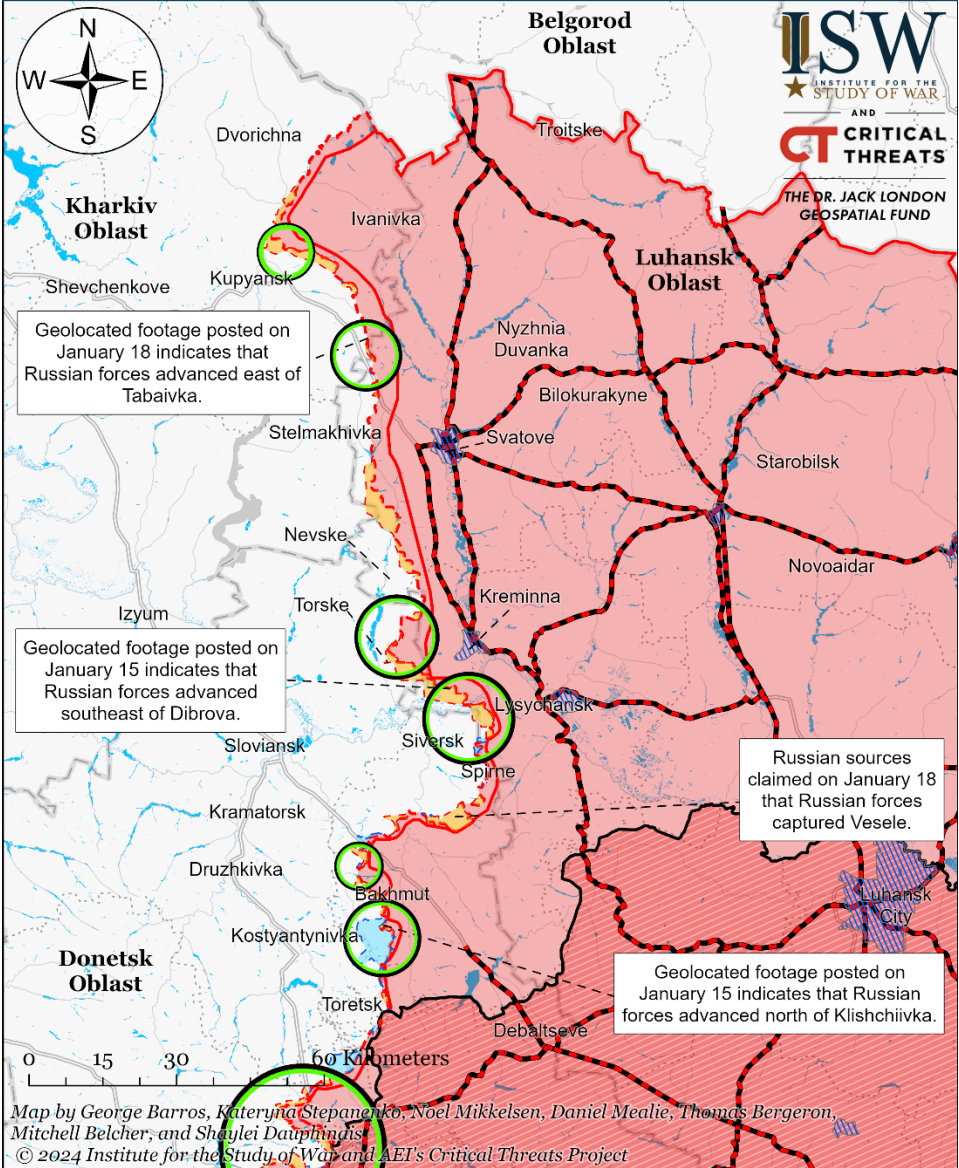 N
W
E
S
Belgorod
Oblast
ISW
INSTITUTE FOR THE
STUDY OF WAR
AND
CT CRITICAL
THREATS
THE DR. JACK LONDON
GEOSPATIAL FUND
Dvorichna
Troitske
Kharkiv
Oblast
Ivanivka
Luhansk
Oblast
Kupyansk
Shevchenkove
Geolocated footage posted on
January 18 indicates that
Russian forces advanced east of
Tabaivka.
Nyzhnia
Duvanka
Bilokurakyne
Stelmakhivka
Svatove
Starobilsk
Nevske
Novoaidar
Torske
Kreminna
Izyum
Geolocated footage posted on
January 15 indicates that
Russian forces advanced
southeast of Dibrova.
Lysychansk
Siversk
Sloviansk
Spirne
Russian sources
claimed on January 18
that Russian forces
captured Vesele.
Kramatorsk
Druzhkivka
Bakhmut
Luhansk
City
Kostyantynivka
Donetsk
Oblast
Geolocated footage posted on
January 15 indicates that Russian
forces advanced north of Klishchiivka.
Toretsk
Debaltseve
0 15 30 60 Kilometers
Map by George Barros, Kateryna Stepanenko, Noel Mikkelsen, Daniel Mealie, Thomas Bergeron,
Mitchell Belcher, and Shaylei Dauphinais
© 2024 Institute for the Study of War and AEI's Critical Threats Project